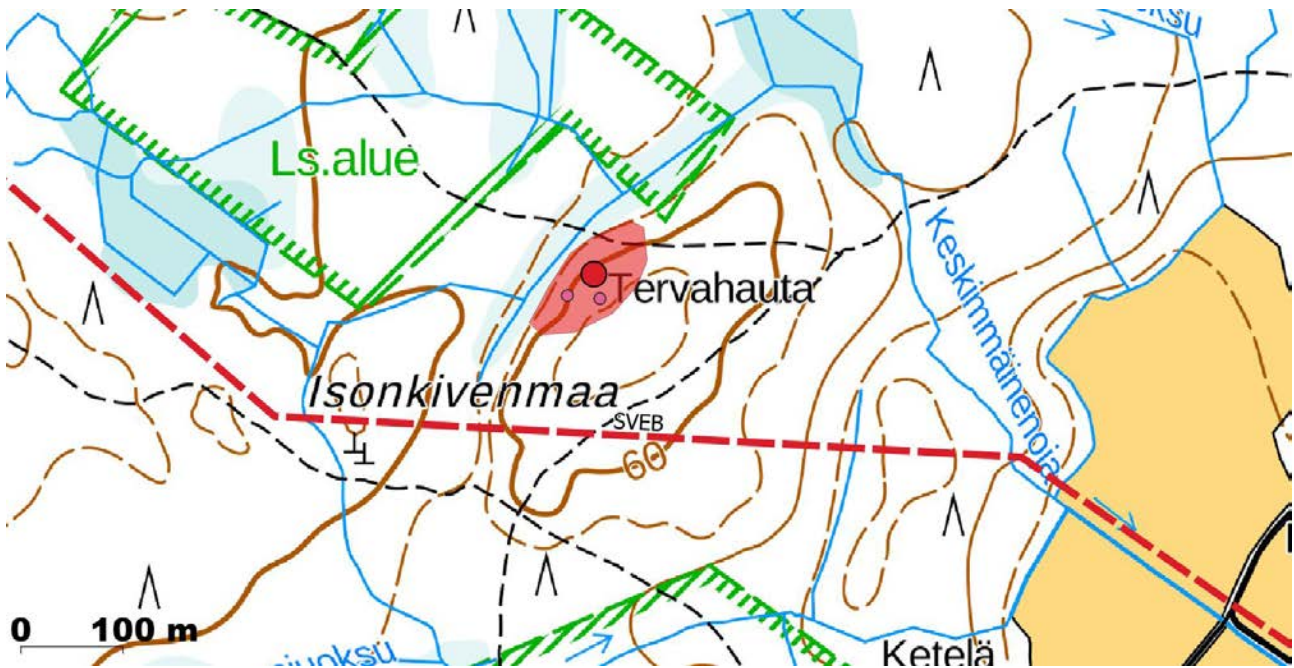 Ls.alue
Tervahauta
Keskimmäinenoja
Isonkivenmaa
SVEB
60
0 100 m
Ketelä